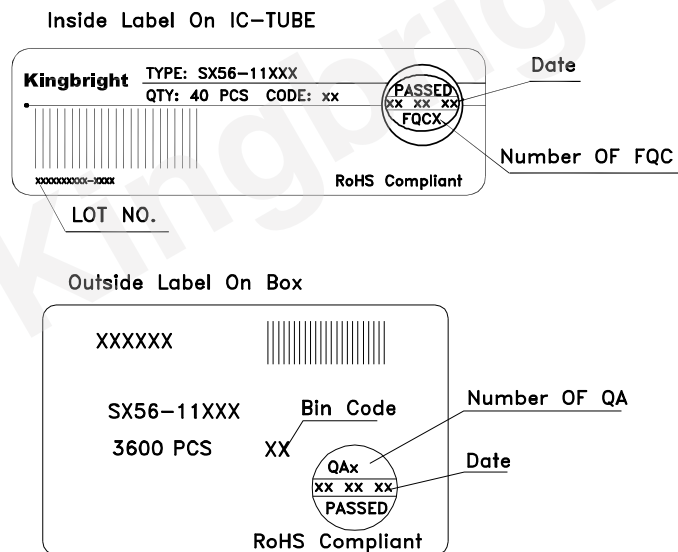 Inside Label On IC-TUBE
Kingbright TYPE: SX56-11XXX
QTY: 40 PCS CODE: xx
PASSED
xx xx xx
FQCX
Date
Number OF FQC
xxxxxxxxxx-xxxx
RoHS Compliant
LOT NO.
Outside Label On Box
XXXXXX
SX56-11XXX
Bin Code
Number OF QA
3600 PCS
XX
QAx
xx xx xx
PASSED
Date
RoHS Compliant
Kingbright